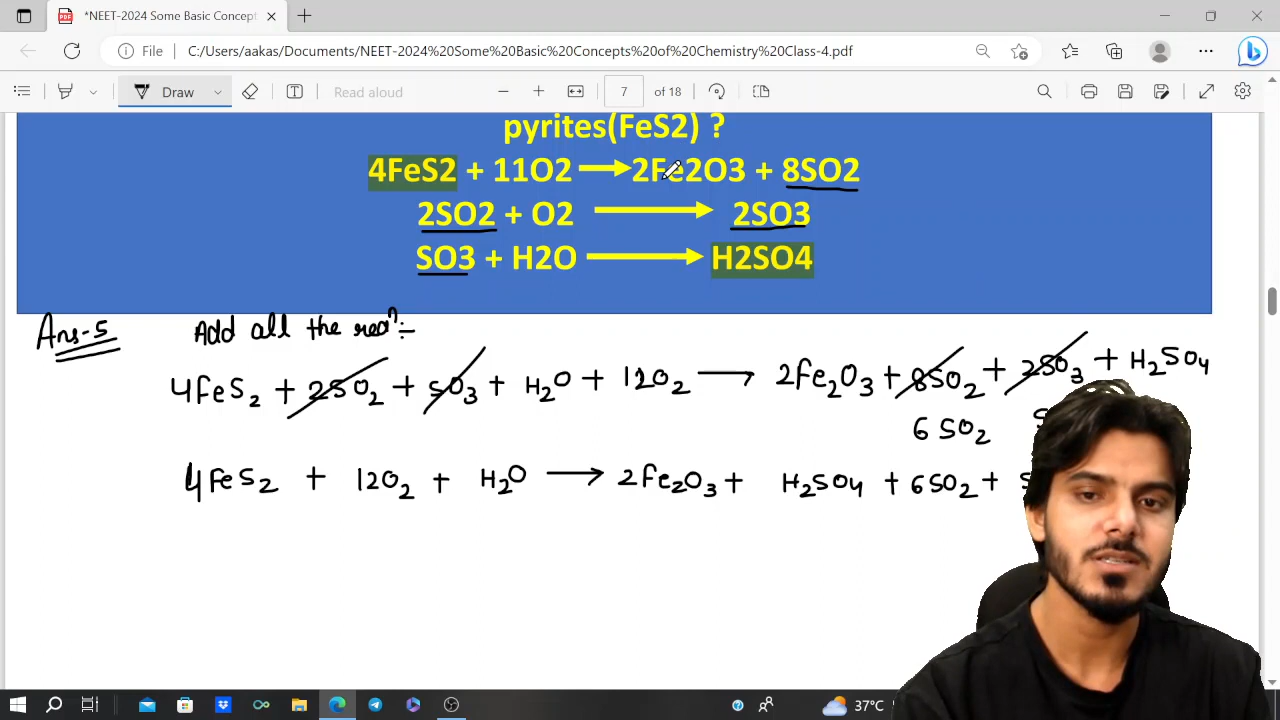 *NEET-2024 Some Basic Concept
File C:/Users/aakas/Documents/NEET-2024%20Some%20Basic%20Concepts%20of%20Chemistry%20Class-4.pdf
Draw Read aloud 7 of 18
pyrites(FeS2) ?
4FeS2 + 11O2 → 2Fe2O3 + 8SO2
2SO2 + O2 → 2SO3
SO3 + H2O → H2SO4
Ans-5 Add all the reaⁿ:-
4FeS₂ + 2SO₂ + SO₃ + H₂O + 12O₂ → 2Fe₂O₃ + 8SO₂ + 2SO₃ + H₂SO₄
6SO₂
4FeS₂ + 12O₂ + H₂O → 2Fe₂O₃ + H₂SO₄ + 6SO₂ +
37°C